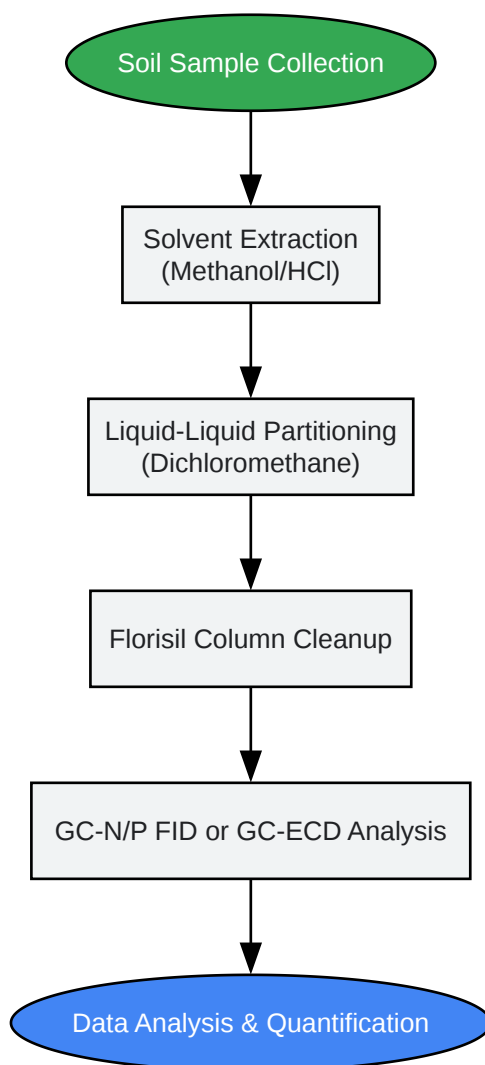 Soil Sample Collection
Solvent Extraction
(Methanol/HCl)
Liquid-Liquid Partitioning
(Dichloromethane)
Florisil Column Cleanup
GC-N/P FID or GC-ECD Analysis
Data Analysis & Quantification